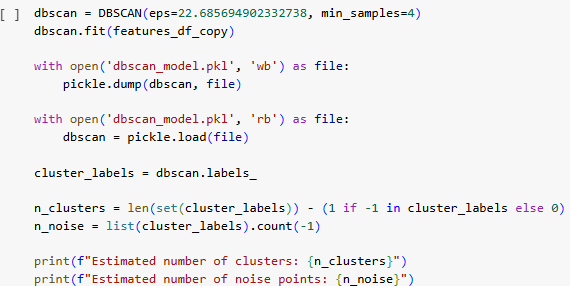 [ ] dbscan = DBSCAN(eps=22.685694902332738, min_samples=4)
dbscan.fit(features_df_copy)
with open('dbscan_model.pkl', 'wb') as file:
    pickle.dump(dbscan, file)
with open('dbscan_model.pkl', 'rb') as file:
    dbscan = pickle.load(file)
cluster_labels = dbscan.labels_
n_clusters = len(set(cluster_labels)) - (1 if -1 in cluster_labels else 0)
n_noise = list(cluster_labels).count(-1)
print(f"Estimated number of clusters: {n_clusters}")
print(f"Estimated number of noise points: {n_noise}")